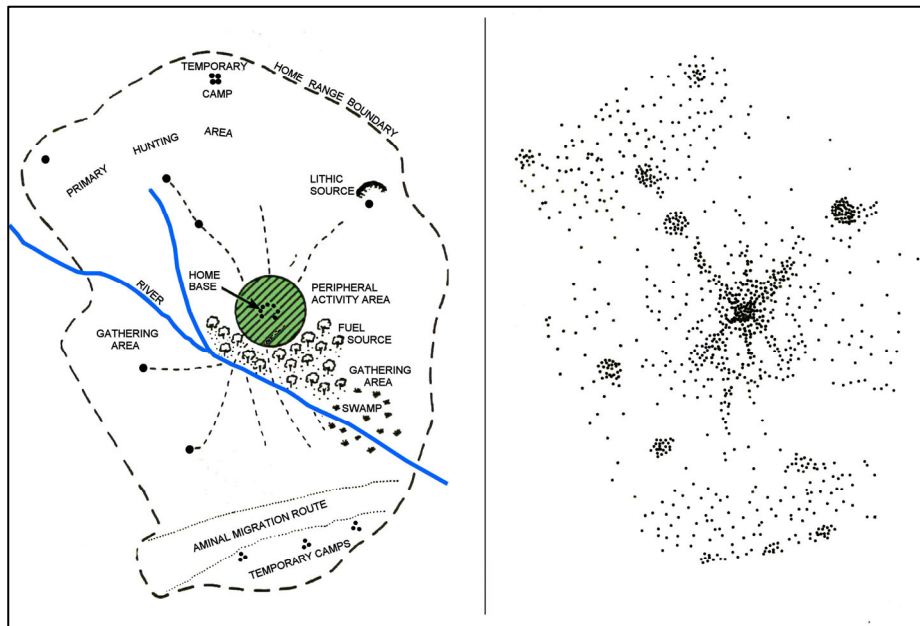 TEMPORARY
CAMP
HOME RANGE BOUNDARY
PRIMARY HUNTING AREA
LITHIC
SOURCE
HOME
BASE
PERIPHERAL
ACTIVITY AREA
RIVER
FUEL
SOURCE
GATHERING
AREA
GATHERING
AREA
SWAMP
AMINAL MIGRATION ROUTE
TEMPORARY CAMPS